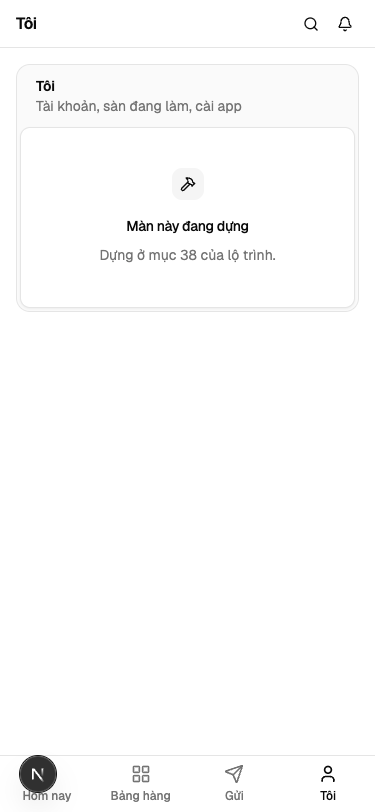 Tôi
Tôi
Tài khoản, sàn đang làm, cài app
Màn này đang dựng
Dựng ở mục 38 của lộ trình.
N
Hôm nay
Bảng hàng
Gửi
Tôi